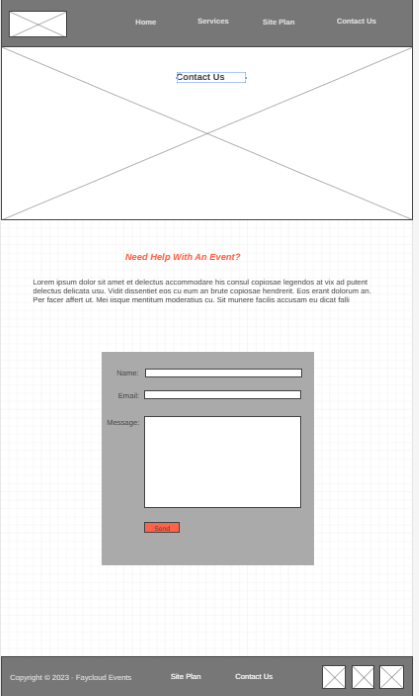 Home Services Site Plan Contact Us
Contact Us
Need Help With An Event?
Lorem ipsum dolor sit amet et delectus accommodare his consul copiosae legendos at vix ad putent
delectus delicata usu. Vidit dissentiet eos cu eum an brute copiosae hendrerit. Eos erant dolorum an.
Per facer affert ut. Mei iisque mentitum moderatius cu. Sit munere facilis accusam eu dicat falli
Name:
Email:
Message:
Send
Copyright © 2023 · Faycloud Events Site Plan Contact Us